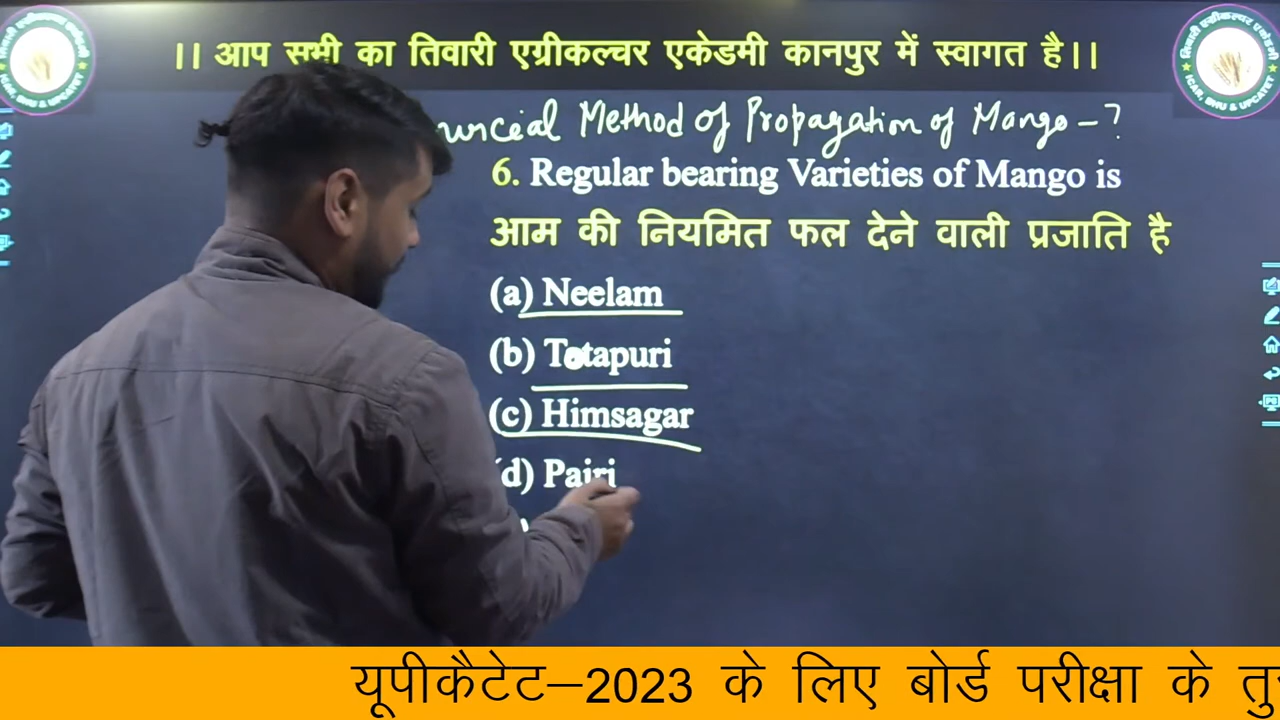 ।। आप सभी का तिवारी एग्रीकल्चर एकेडमी कानपुर में स्वागत है।।
Method of Propagation of Mango – ?
6. Regular bearing Varieties of Mango is
आम की नियमित फल देने वाली प्रजाति है
(a) Neelam
(b) Totapuri
(c) Himsagar
(d) Pairi
यूपीकैटेट–2023 के लिए बोर्ड परीक्षा के